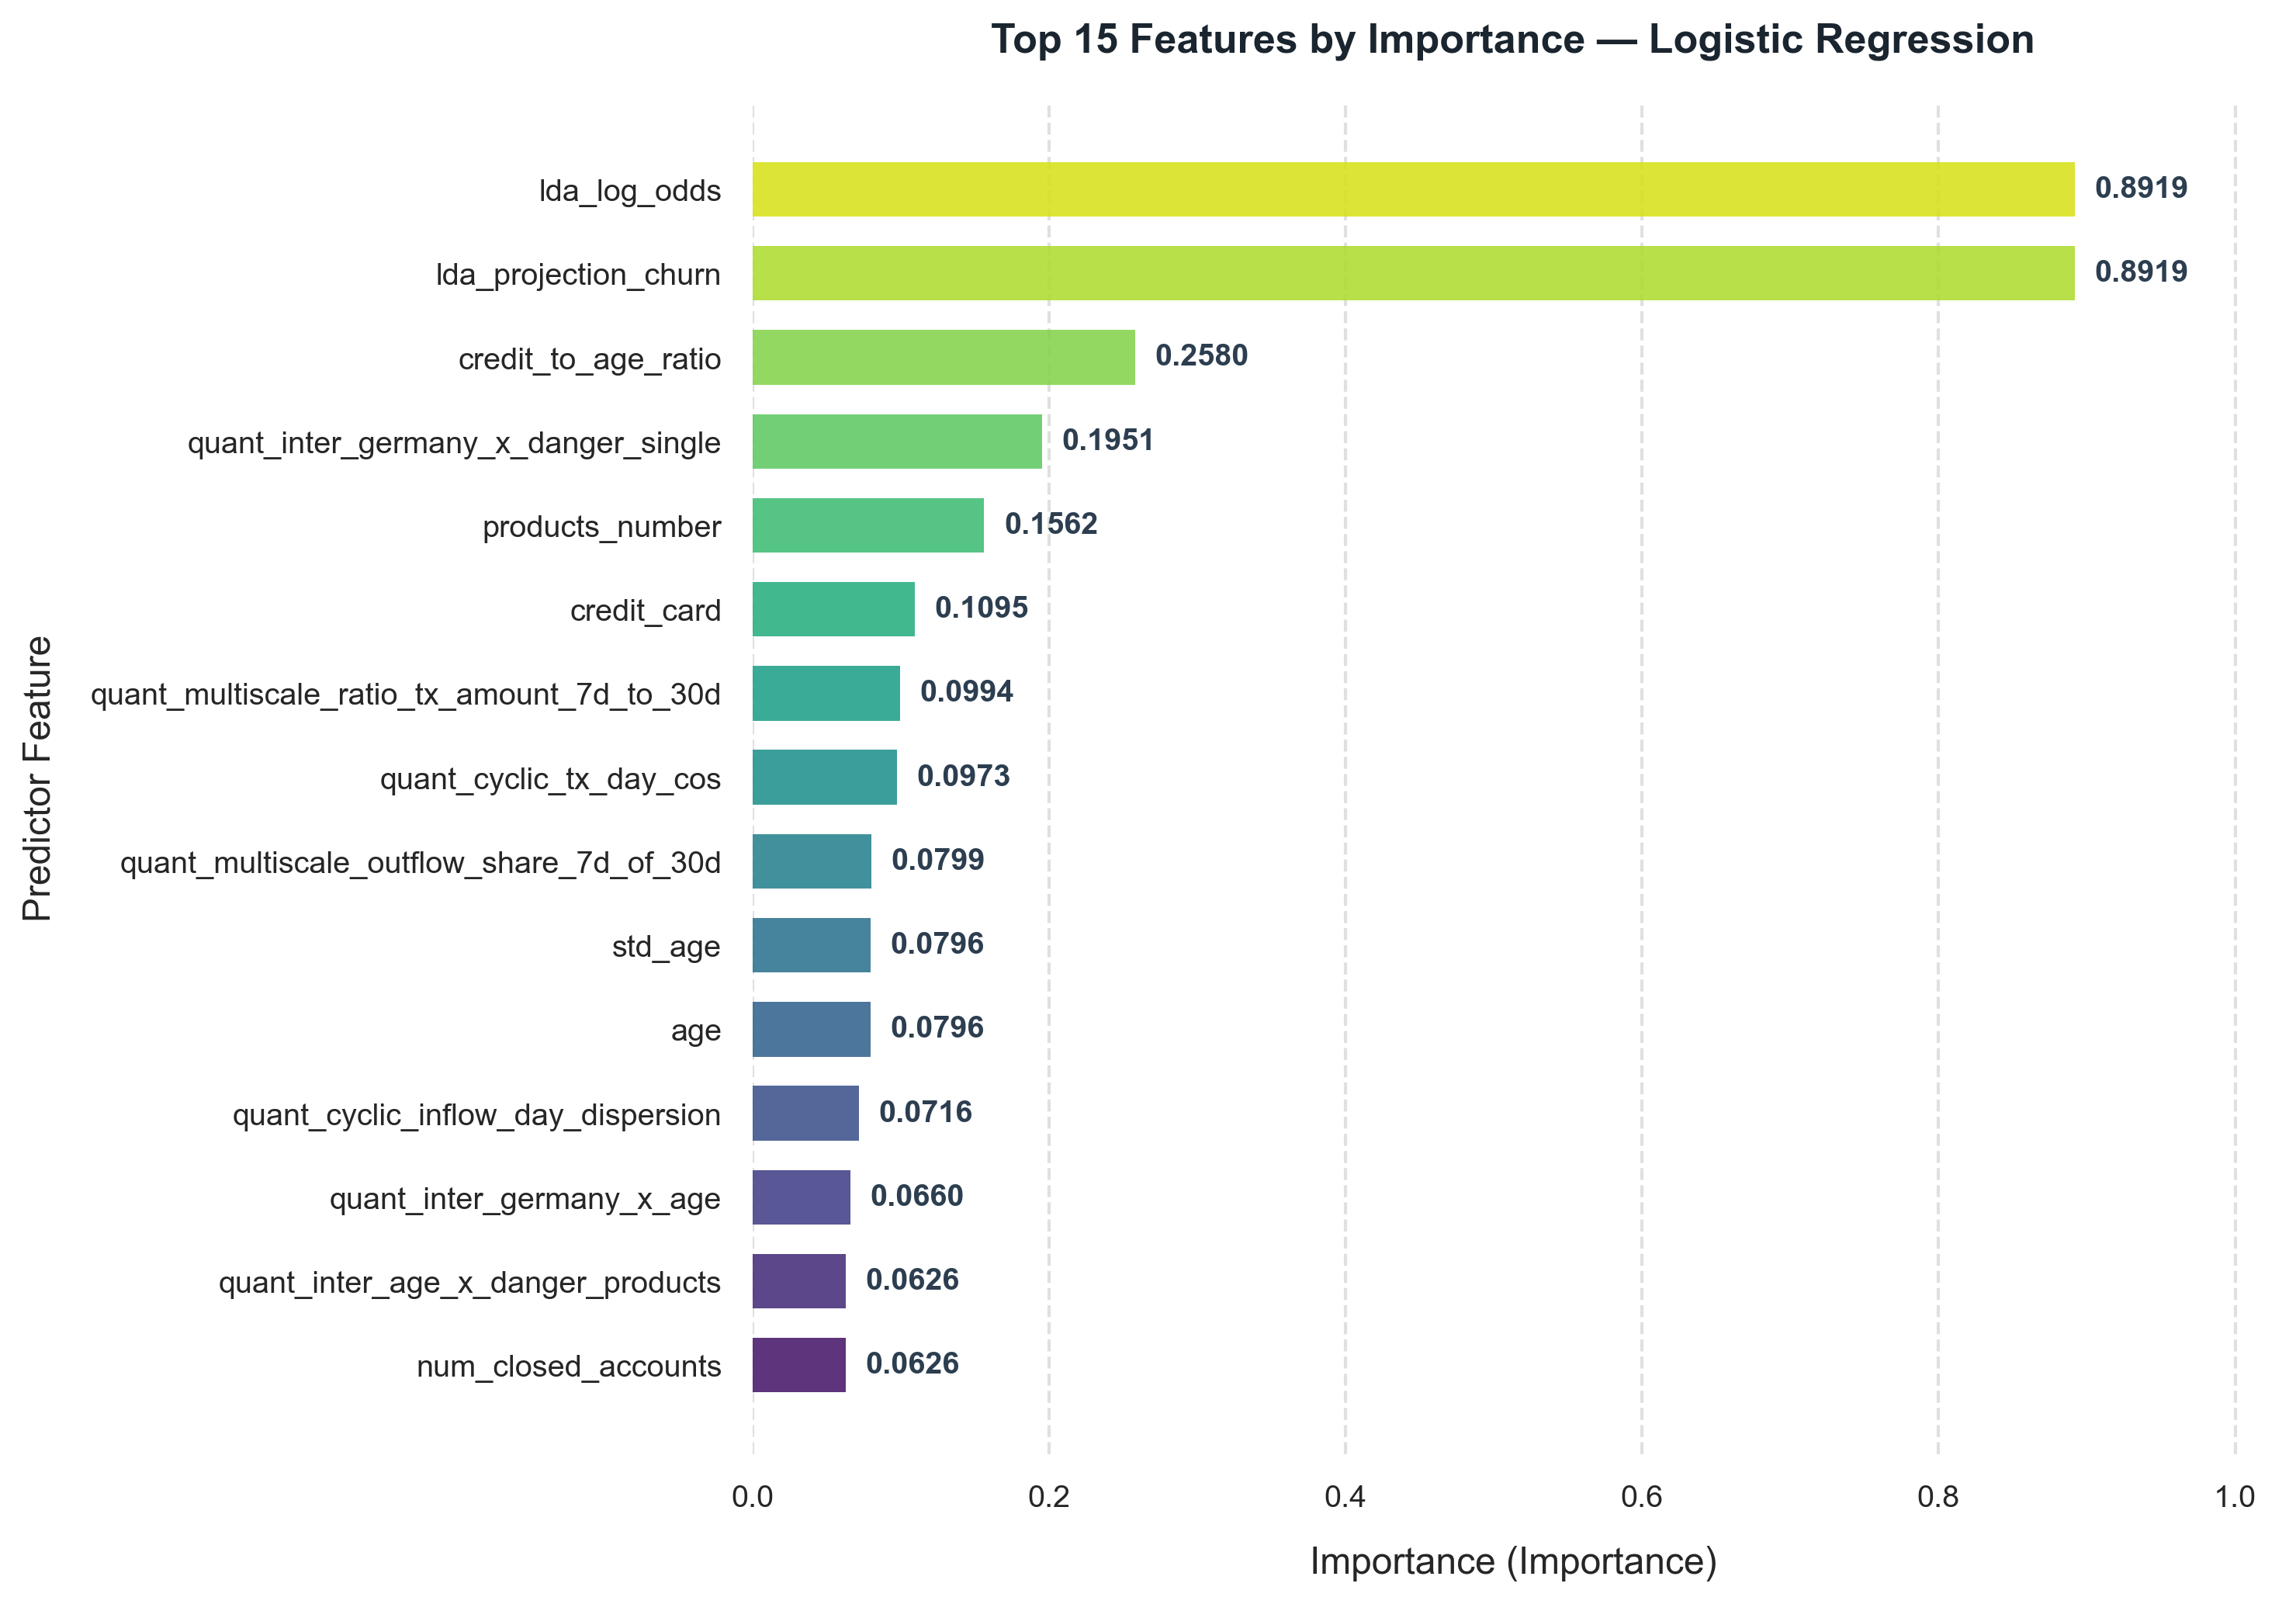 Top 15 Features by Importance — Logistic Regression
lda_log_odds 0.8919
lda_projection_churn 0.8919
credit_to_age_ratio 0.2580
quant_inter_germany_x_danger_single 0.1951
products_number 0.1562
credit_card 0.1095
quant_multiscale_ratio_tx_amount_7d_to_30d 0.0994
quant_cyclic_tx_day_cos 0.0973
quant_multiscale_outflow_share_7d_of_30d 0.0799
std_age 0.0796
age 0.0796
quant_cyclic_inflow_day_dispersion 0.0716
quant_inter_germany_x_age 0.0660
quant_inter_age_x_danger_products 0.0626
num_closed_accounts 0.0626
Predictor Feature
0.0 0.2 0.4 0.6 0.8 1.0
Importance (Importance)